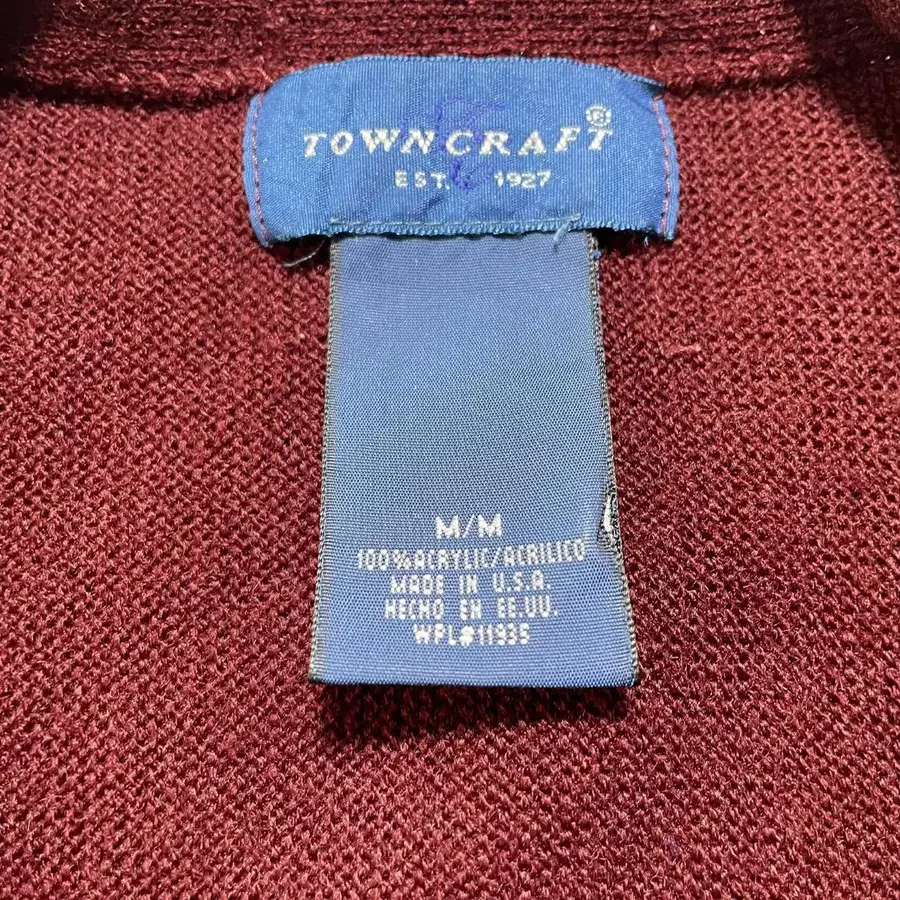 TOWNCRAFT®
EST. 1927
M/M
100% ACRYLIC/ACRILICO
MADE IN U.S.A.
HECHO EN EE.UU.
WPL#11935